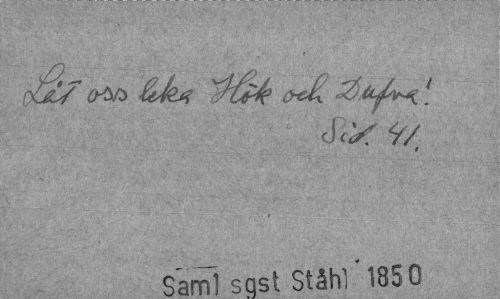 Låt oss leka Hök och Dufva!
Sid. 41.
Saml sgst Ståhl 1850